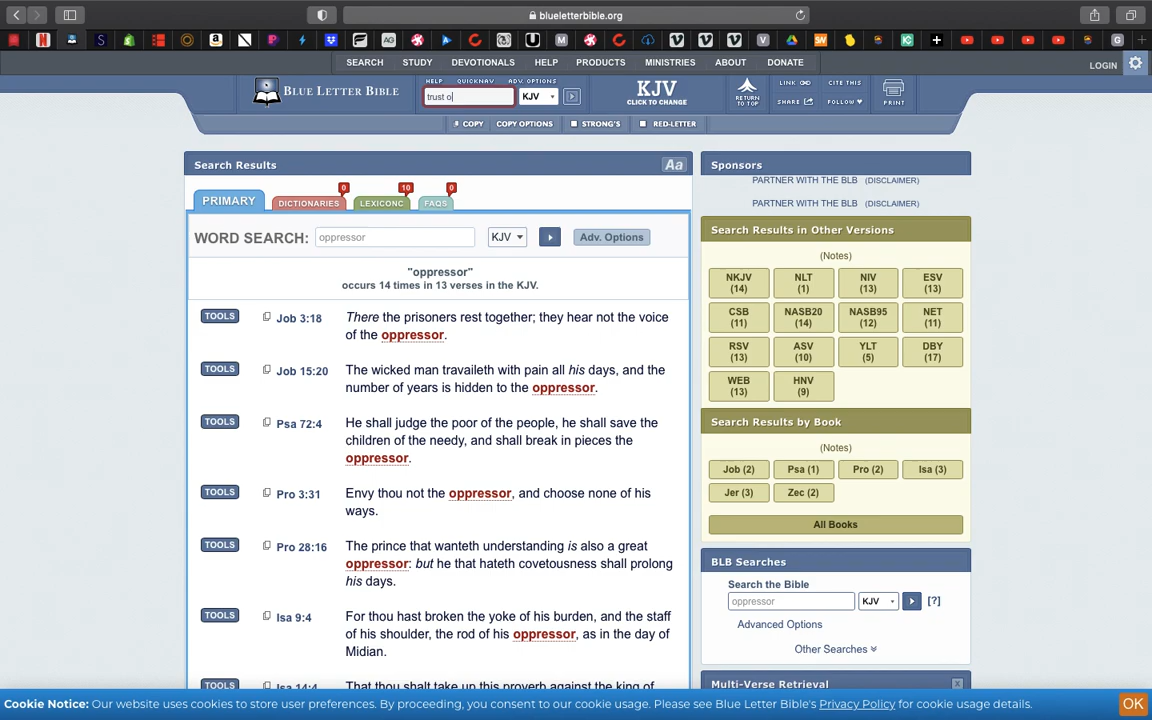 blueletterbible.org
SEARCH STUDY DEVOTIONALS HELP PRODUCTS MINISTRIES ABOUT DONATE
LOGIN
BLUE LETTER BIBLE
HELP QUICKNAV ADV. OPTIONS
trust o
KJV
KJV
CLICK TO CHANGE
RETURN
TO TOP
LINK CITE THIS
SHARE FOLLOW
PRINT
COPY COPY OPTIONS STRONG'S RED-LETTER
Search Results
Aa
PRIMARY
DICTIONARIES
0
LEXICONC
10
FAQS
0
WORD SEARCH: oppressor KJV Adv. Options
"oppressor"
occurs 14 times in 13 verses in the KJV.
TOOLS Job 3:18 There the prisoners rest together; they hear not the voice
of the oppressor.
TOOLS Job 15:20 The wicked man travaileth with pain all his days, and the
number of years is hidden to the oppressor.
TOOLS Psa 72:4 He shall judge the poor of the people, he shall save the
children of the needy, and shall break in pieces the
oppressor.
TOOLS Pro 3:31 Envy thou not the oppressor, and choose none of his
ways.
TOOLS Pro 28:16 The prince that wanteth understanding is also a great
oppressor: but he that hateth covetousness shall prolong
his days.
TOOLS Isa 9:4 For thou hast broken the yoke of his burden, and the staff
of his shoulder, the rod of his oppressor, as in the day of
Midian.
TOOLS Isa 14:4 That thou shalt take up this proverb against the king of
Sponsors
PARTNER WITH THE BLB (DISCLAIMER)
PARTNER WITH THE BLB (DISCLAIMER)
Search Results in Other Versions
(Notes)
NKJV NLT NIV ESV
(14) (1) (13) (13)
CSB NASB20 NASB95 NET
(11) (14) (12) (11)
RSV ASV YLT DBY
(13) (10) (5) (17)
WEB HNV
(13) (9)
Search Results by Book
(Notes)
Job (2) Psa (1) Pro (2) Isa (3)
Jer (3) Zec (2)
All Books
BLB Searches
Search the Bible
oppressor KJV [?]
Advanced Options
Other Searches
Multi-Verse Retrieval
x
Cookie Notice: Our website uses cookies to store user preferences. By proceeding, you consent to our cookie usage. Please see Blue Letter Bible's Privacy Policy for cookie usage details. OK